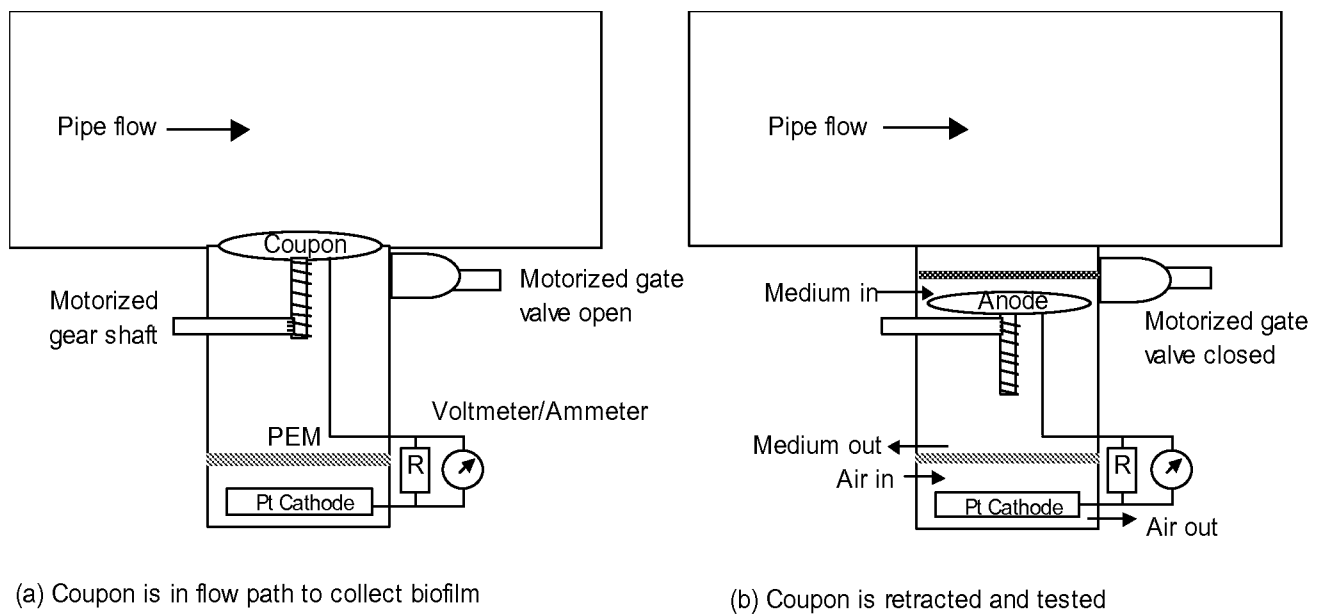 Pipe flow
Coupon
Motorized
gear shaft
Motorized gate
valve open
Voltmeter/Ammeter
PEM
R
Pt Cathode
(a) Coupon is in flow path to collect biofilm
Pipe flow
Medium in
Anode
Motorized gate
valve closed
Medium out
Air in
R
Pt Cathode
Air out
(b) Coupon is retracted and tested